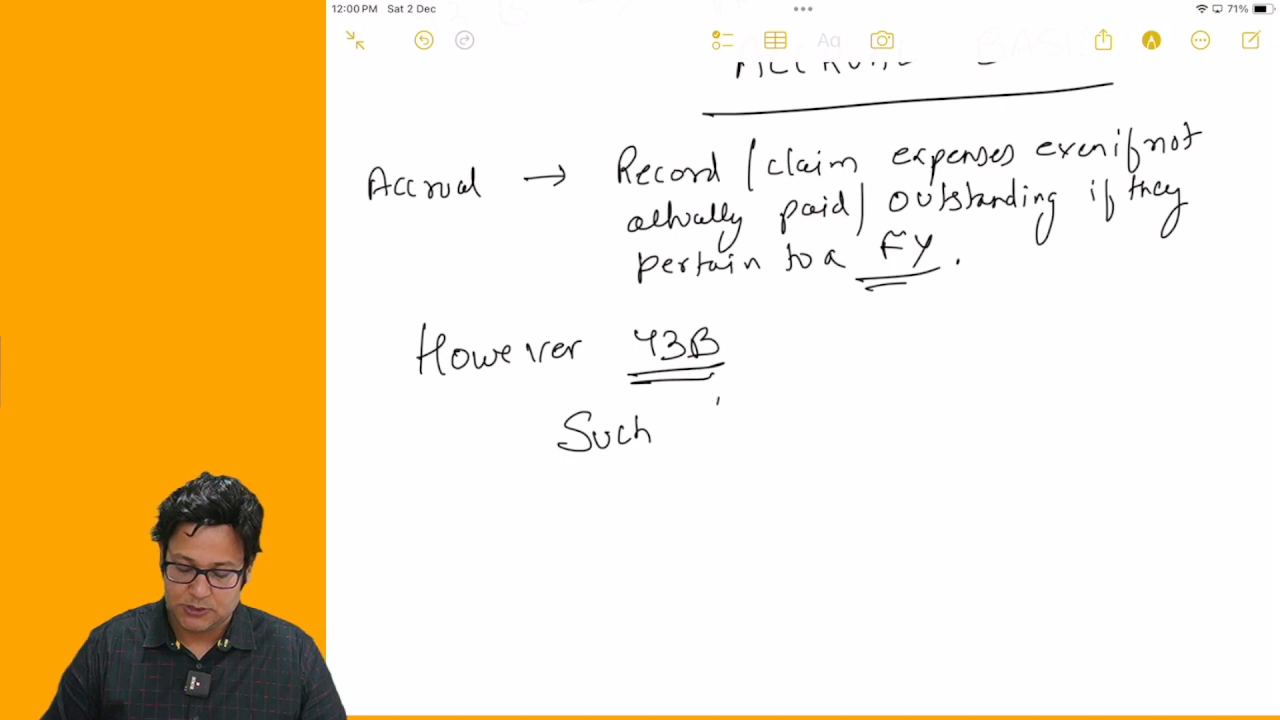 12:00 PM Sat 2 Dec
71%
Aa
Accrual → Record / claim expenses even if not
actually paid / outstanding if they
pertain to a FY.
However 43B
Such